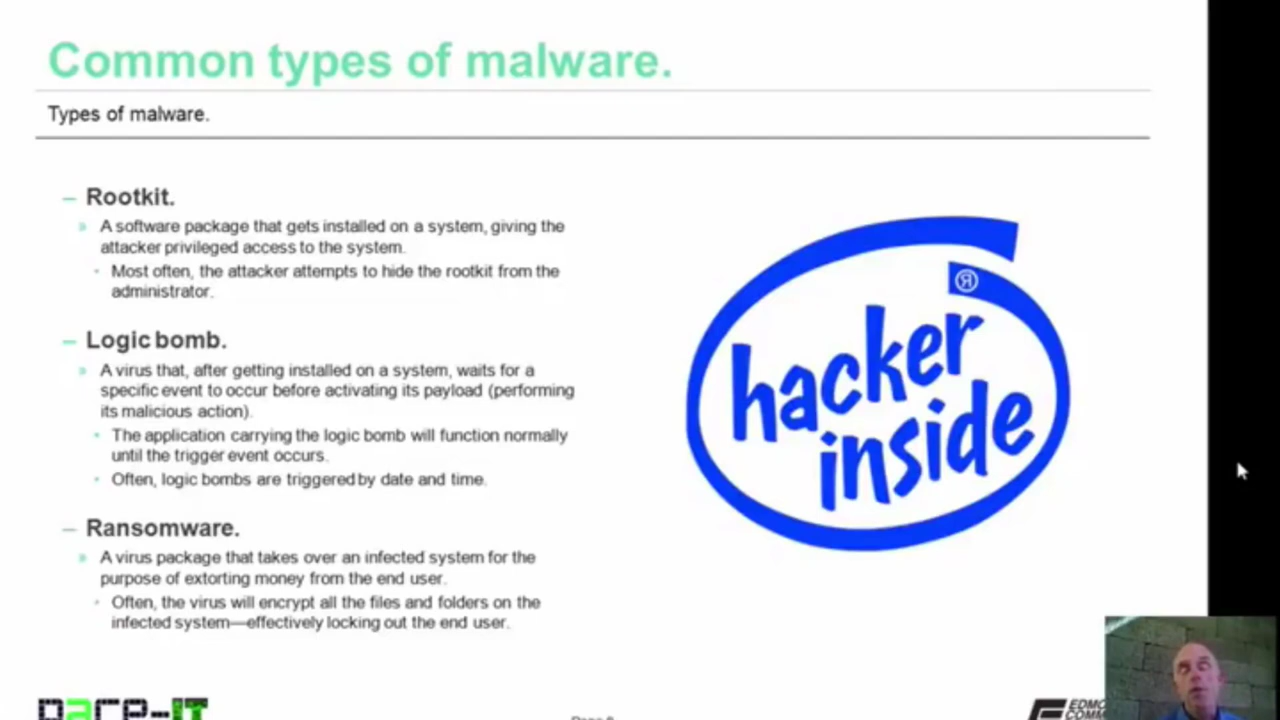 Common types of malware.
Types of malware.
– Rootkit.
» A software package that gets installed on a system, giving the
attacker privileged access to the system.
· Most often, the attacker attempts to hide the rootkit from the
administrator.
– Logic bomb.
» A virus that, after getting installed on a system, waits for a
specific event to occur before activating its payload (performing
its malicious action).
· The application carrying the logic bomb will function normally
until the trigger event occurs.
· Often, logic bombs are triggered by date and time.
– Ransomware.
» A virus package that takes over an infected system for the
purpose of extorting money from the end user.
· Often, the virus will encrypt all the files and folders on the
infected system—effectively locking out the end user.
®
hacker
inside
pace-IT
Page